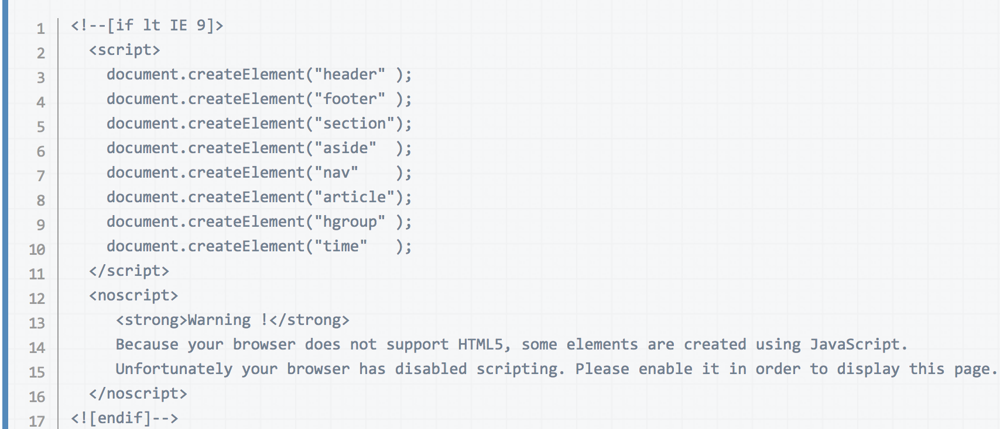 1 <!--[if lt IE 9]>
2   <script>
3     document.createElement("header" );
4     document.createElement("footer" );
5     document.createElement("section");
6     document.createElement("aside"  );
7     document.createElement("nav"    );
8     document.createElement("article");
9     document.createElement("hgroup" );
10     document.createElement("time"   );
11   </script>
12   <noscript>
13      <strong>Warning !</strong>
14      Because your browser does not support HTML5, some elements are created using JavaScript.
15      Unfortunately your browser has disabled scripting. Please enable it in order to display this page.
16   </noscript>
17 <![endif]-->